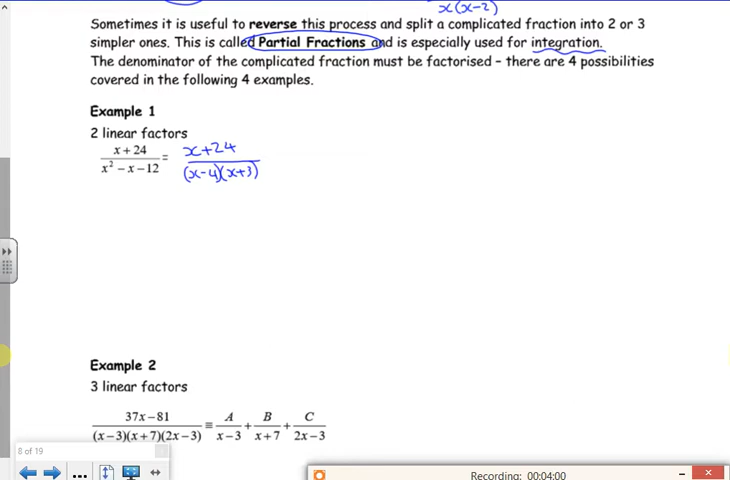 x(x-2)
Sometimes it is useful to reverse this process and split a complicated fraction into 2 or 3
simpler ones. This is called Partial Fractions and is especially used for integration.
The denominator of the complicated fraction must be factorised – there are 4 possibilities
covered in the following 4 examples.
Example 1
2 linear factors
x + 24 / x² − x − 12 = x+24 / (x-4)(x+3)
Example 2
3 linear factors
37x − 81 / (x−3)(x+7)(2x−3) ≡ A / x−3 + B / x+7 + C / 2x−3
8 of 19
Recording: 00:04:00